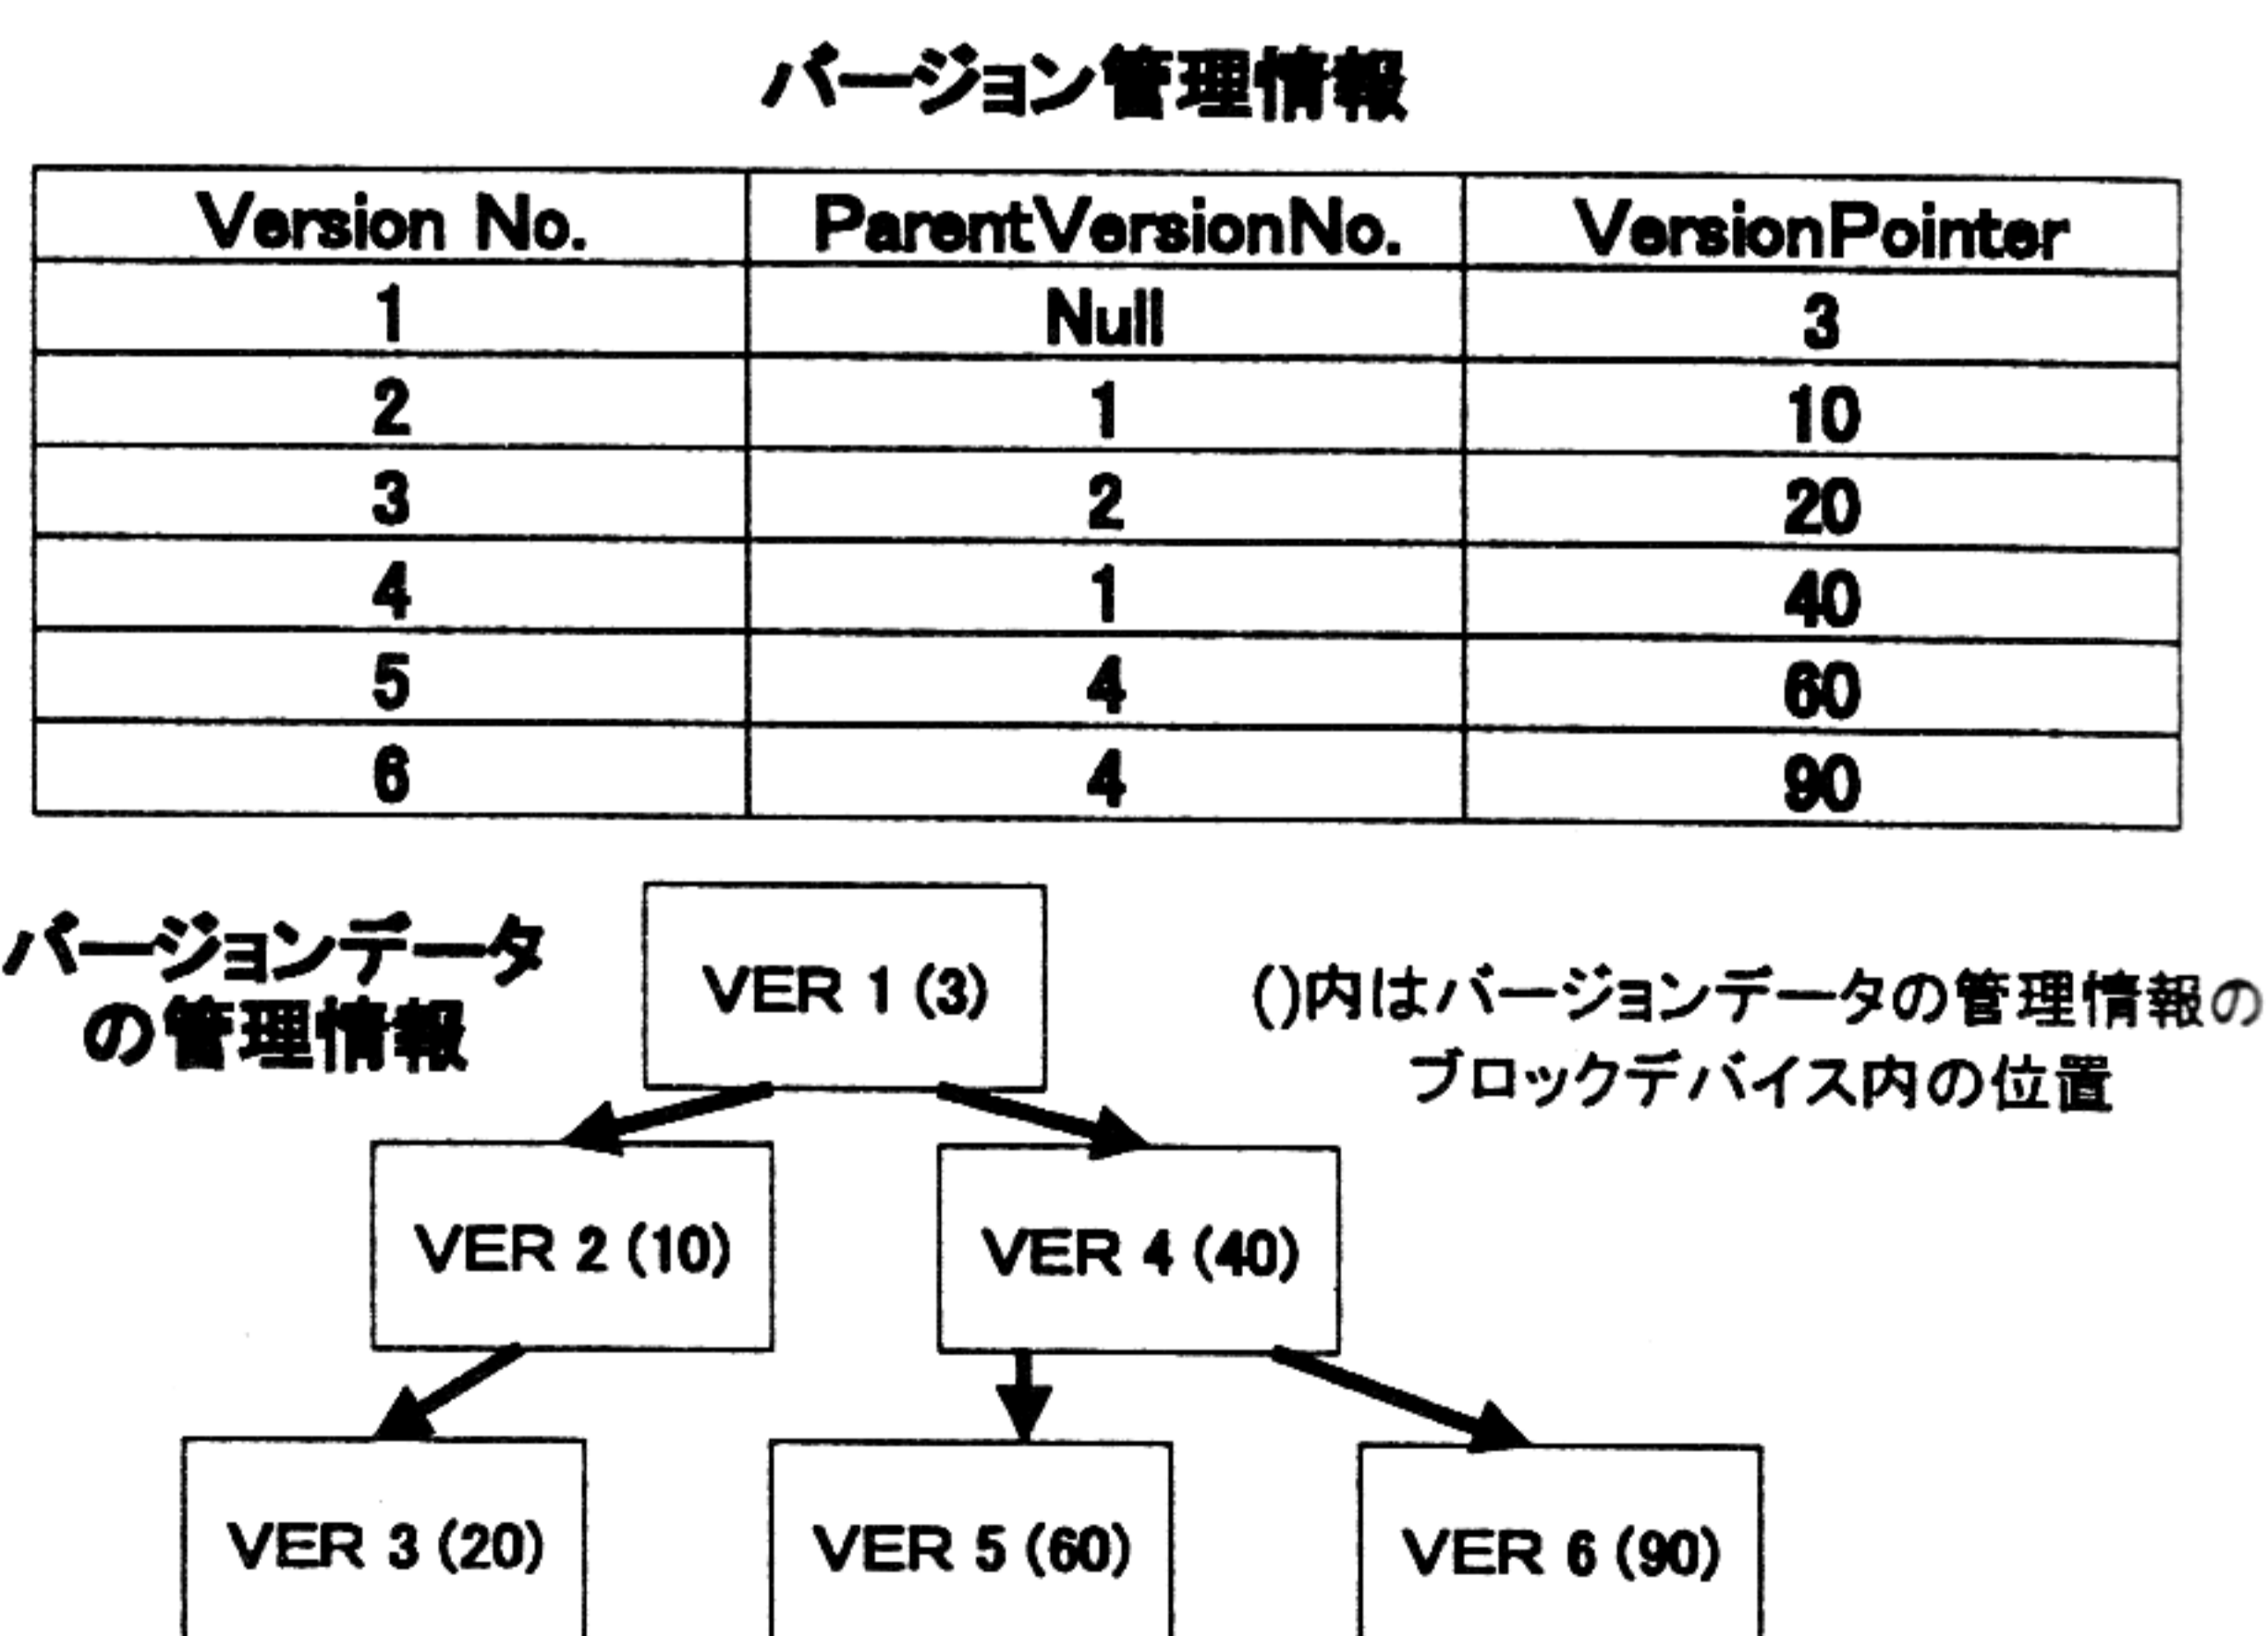 バージョン管理情報
Version No. ParentVersionNo. VersionPointer
1 Null 3
2 1 10
3 2 20
4 1 40
5 4 60
6 4 90
バージョンデータ
の管理情報
VER 1 (3)
()内はバージョンデータの管理情報の
ブロックデバイス内の位置
VER 2 (10) VER 4 (40)
VER 3 (20) VER 5 (60) VER 6 (90)